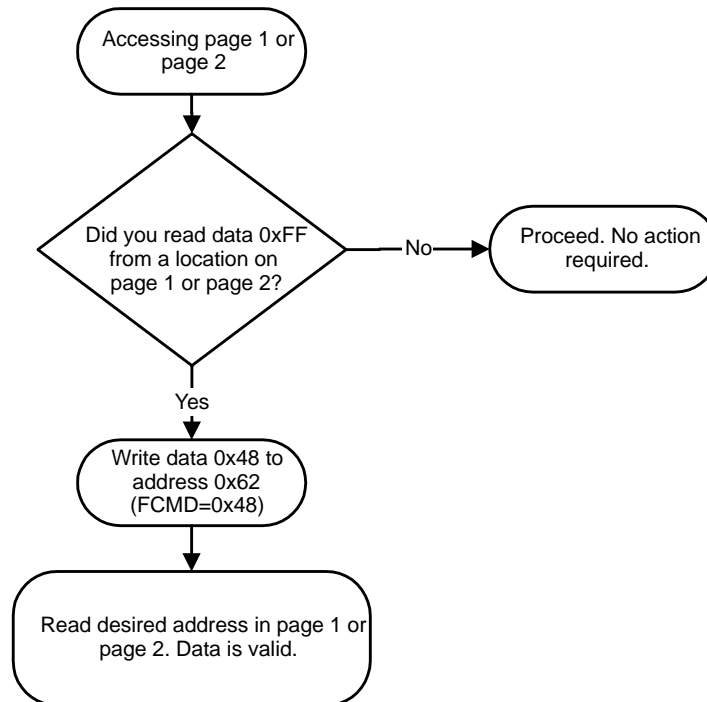 Accessing page 1 or
page 2
Did you read data 0xFF
from a location on
page 1 or page 2?
No
Proceed. No action
required.
Yes
Write data 0x48 to
address 0x62
(FCMD=0x48)
Read desired address in page 1 or
page 2. Data is valid.